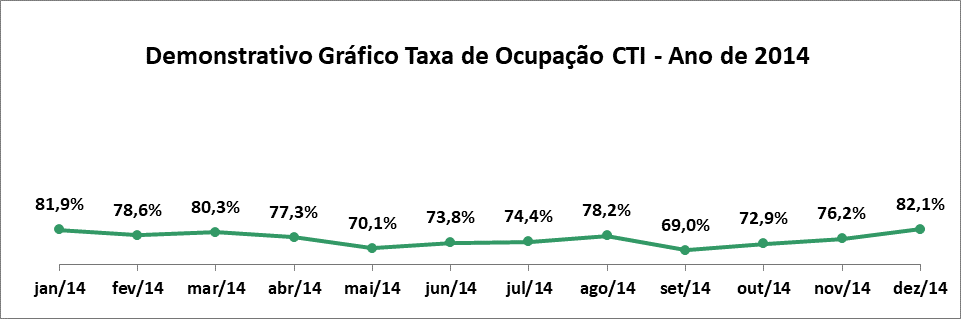 Demonstrativo Gráfico Taxa de Ocupação CTI - Ano de 2014
81,9% 78,6% 80,3% 77,3% 70,1% 73,8% 74,4% 78,2% 69,0% 72,9% 76,2% 82,1%
jan/14 fev/14 mar/14 abr/14 mai/14 jun/14 jul/14 ago/14 set/14 out/14 nov/14 dez/14